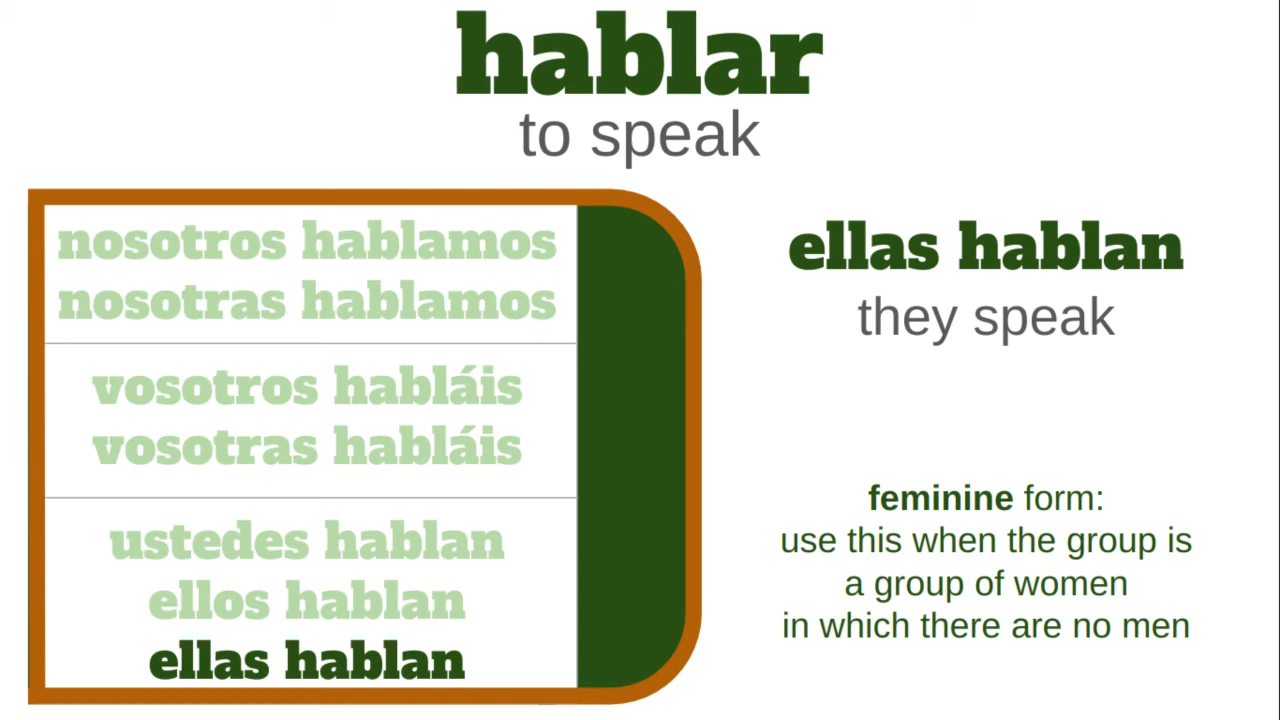 hablar
to speak
nosotros hablamos
nosotras hablamos
vosotros habláis
vosotras habláis
ustedes hablan
ellos hablan
ellas hablan
ellas hablan
they speak
feminine form:
use this when the group is
a group of women
in which there are no men